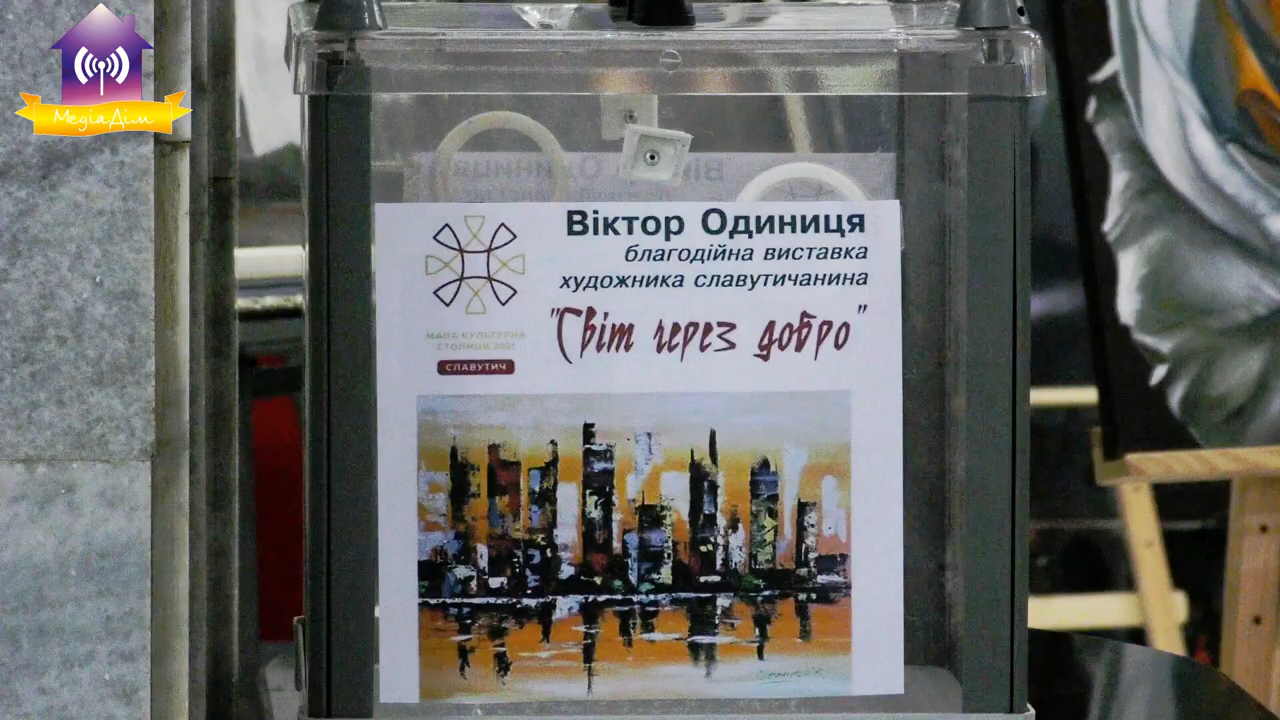 МедіаДім
Віктор Одиниця
благодійна виставка
художника славутичанина
"Світ через добро"
МАЛА КУЛЬТУРНА
СТОЛИЦЯ 2021
СЛАВУТИЧ